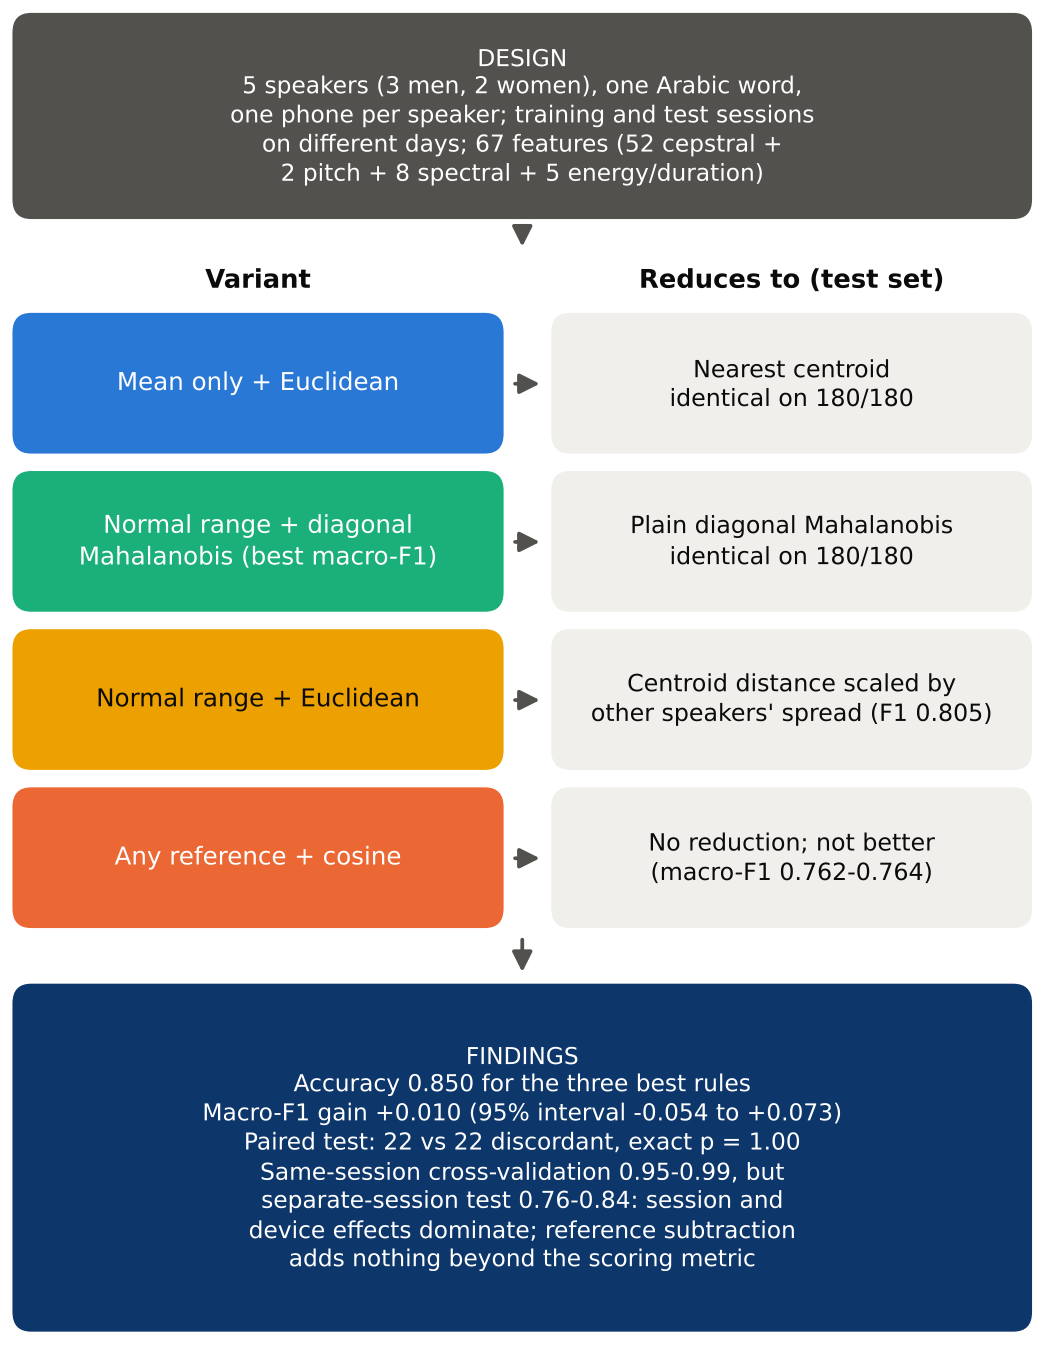 DESIGN
5 speakers (3 men, 2 women), one Arabic word,
one phone per speaker; training and test sessions
on different days; 67 features (52 cepstral +
2 pitch + 8 spectral + 5 energy/duration)
Variant
Reduces to (test set)
Mean only + Euclidean
Nearest centroid
identical on 180/180
Normal range + diagonal
Mahalanobis (best macro-F1)
Plain diagonal Mahalanobis
identical on 180/180
Normal range + Euclidean
Centroid distance scaled by
other speakers' spread (F1 0.805)
Any reference + cosine
No reduction; not better
(macro-F1 0.762-0.764)
FINDINGS
Accuracy 0.850 for the three best rules
Macro-F1 gain +0.010 (95% interval -0.054 to +0.073)
Paired test: 22 vs 22 discordant, exact p = 1.00
Same-session cross-validation 0.95-0.99, but
separate-session test 0.76-0.84: session and
device effects dominate; reference subtraction
adds nothing beyond the scoring metric